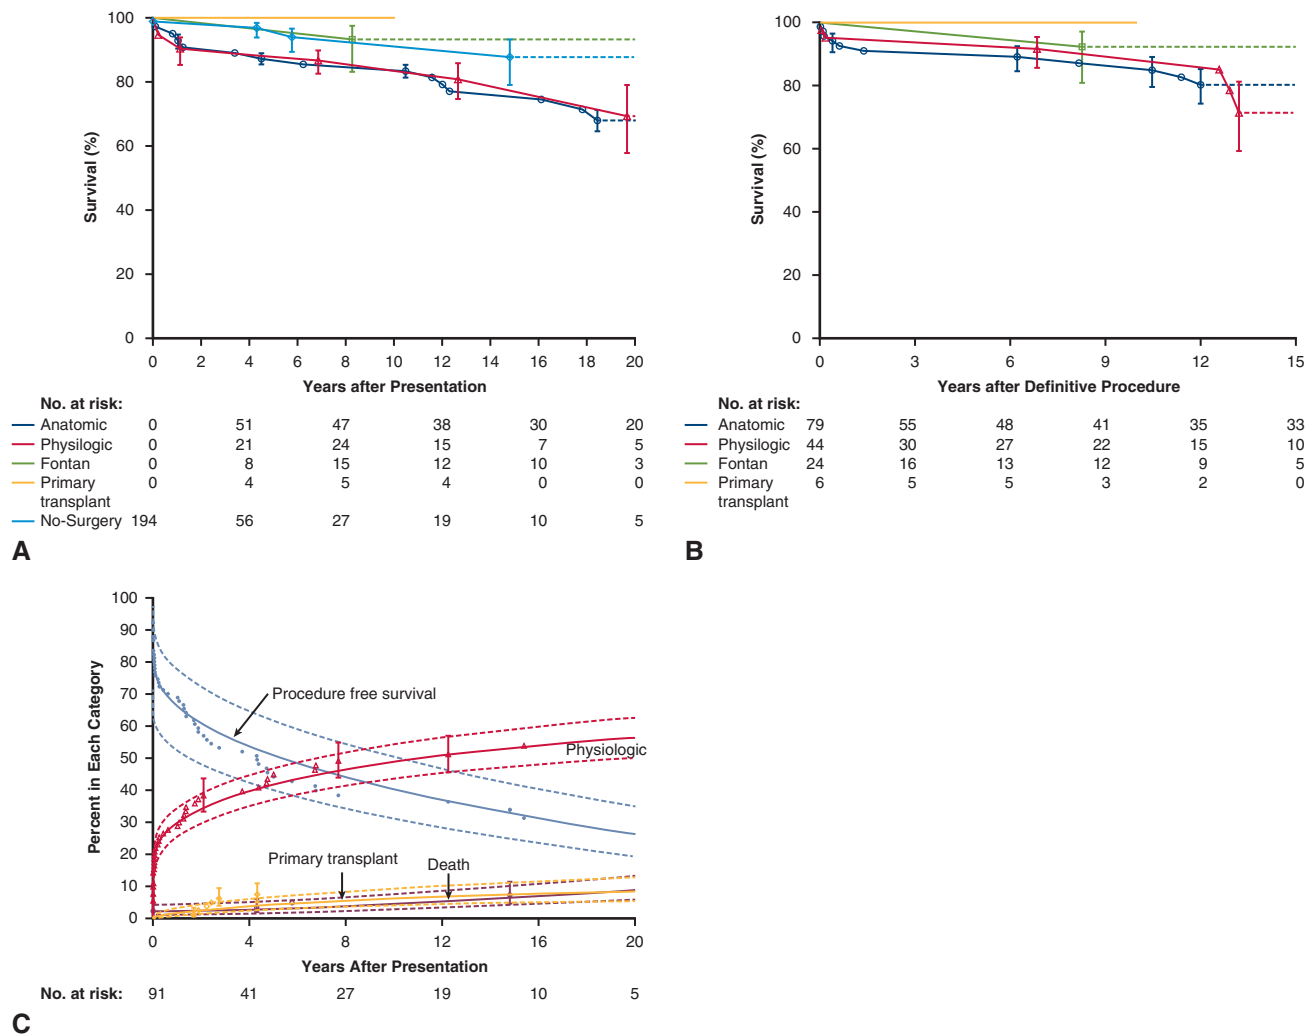 100
80
60
40
20
0
Survival (%)
0 2 4 6 8 10 12 14 16 18 20
Years after Presentation
No. at risk:
Anatomic 0 51 47 38 30 20
Physilogic 0 21 24 15 7 5
Fontan 0 8 15 12 10 3
Primary 0 4 5 4 0 0
transplant
No-Surgery 194 56 27 19 10 5
A
100
80
60
40
20
0
Survival (%)
0 3 6 9 12 15
Years after Definitive Procedure
No. at risk:
Anatomic 79 55 48 41 35 33
Physilogic 44 30 27 22 15 10
Fontan 24 16 13 12 9 5
Primary 6 5 5 3 2 0
transplant
B
100
90
80
70
60
50
40
30
20
10
0
Percent in Each Category
Procedure free survival
Physiologic
Primary transplant
Death
0 4 8 12 16 20
Years After Presentation
No. at risk: 91 41 27 19 10 5
C